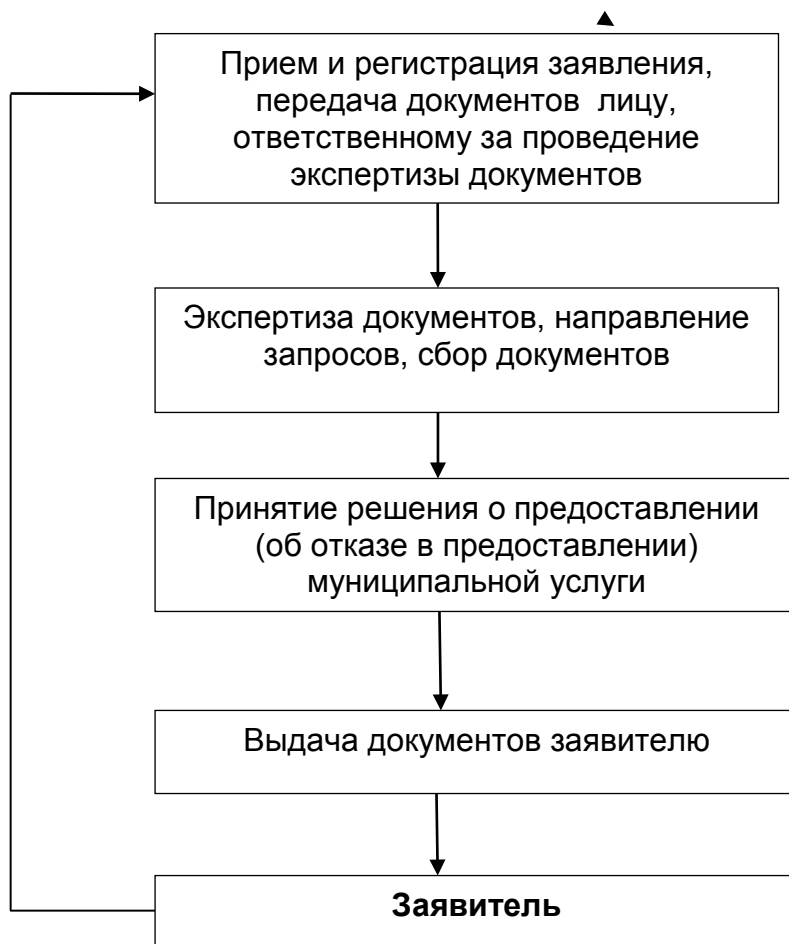 Прием и регистрация заявления,
передача документов лицу,
ответственному за проведение
экспертизы документов
Экспертиза документов, направление
запросов, сбор документов
Принятие решения о предоставлении
(об отказе в предоставлении)
муниципальной услуги
Выдача документов заявителю
Заявитель